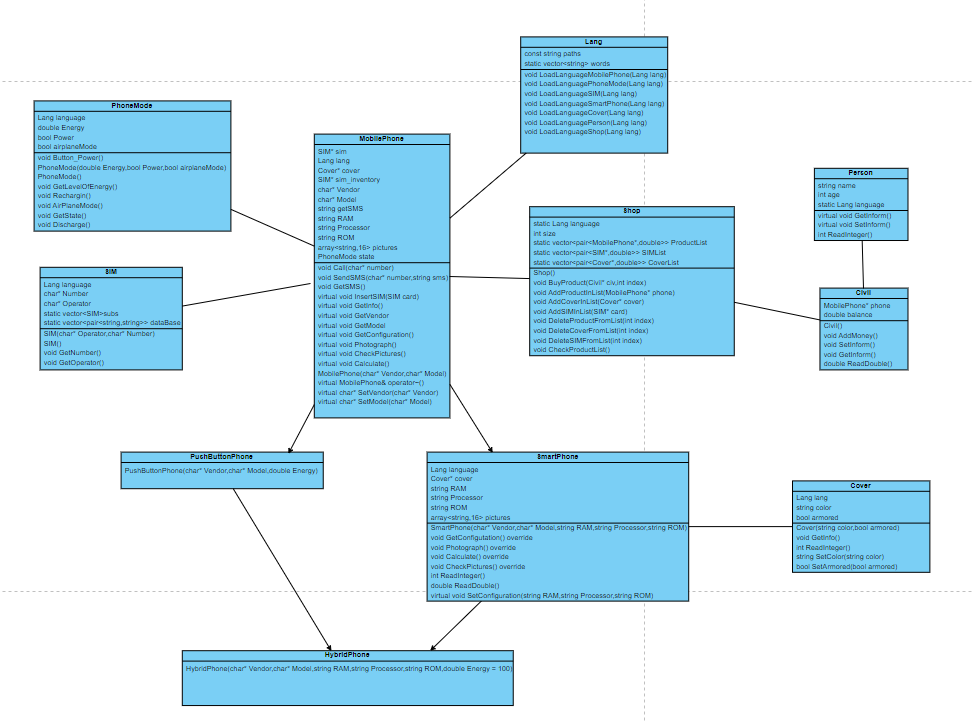 Lang
const string paths
static vector<string> words
void LoadLanguageMobilePhone(Lang lang)
void LoadLanguagePhoneMode(Lang lang)
void LoadLanguageSIM(Lang lang)
void LoadLanguageSmartPhone(Lang lang)
void LoadLanguageCover(Lang lang)
void LoadLanguagePerson(Lang lang)
void LoadLanguageShop(Lang lang)
PhoneMode
Lang language
double Energy
bool Power
bool airplaneMode
void Button_Power()
PhoneMode(double Energy,bool Power,bool airplaneMode)
PhoneMode()
void GetLevelOfEnergy()
void Rechargin()
void AirPlaneMode()
void GetState()
void Discharge()
MobilePhone
SIM* sim
Lang lang
Cover* cover
SIM* sim_inventory
char* Vendor
char* Model
string getSMS
string RAM
string Processor
string ROM
array<string,16> pictures
PhoneMode state
void Call(char* number)
void SendSMS(char* number,string sms)
void GetSMS()
virtual void InsertSIM(SIM card)
virtual void GetInfo()
virtual void GetVendor
virtual void GetModel
virtual void GetConfiguration()
virtual void Photograph()
virtual void CheckPictures()
virtual void Calculate()
MobilePhone(char* Vendor,char* Model)
virtual MobilePhone& operator~()
virtual char* SetVendor(char* Vendor)
virtual char* SetModel(char* Model)
Person
string name
int age
static Lang language
virtual void GetInform()
virtual void SetInform()
int ReadInteger()
Shop
static Lang language
int size
static vector<pair<MobilePhone*,double>> ProductList
static vector<pair<SIM*,double>> SIMList
static vector<pair<Cover*,double>> CoverList
Shop()
void BuyProduct(Civil* civ,int index)
void AddProductInList(MobilePhone* phone)
void AddCoverInList(Cover* cover)
void AddSIMInList(SIM* card)
void DeleteProductFromList(int index)
void DeleteCoverFromList(int index)
void DeleteSIMFromList(int index)
void CheckProductList()
SIM
Lang language
char* Number
char* Operator
static vector<SIM>subs
static vector<pair<string,string>> dataBase
SIM(char* Operator,char* Number)
SIM()
void GetNumber()
void GetOperator()
Civil
MobilePhone* phone
double balance
Civil()
void AddMoney()
void SetInform()
void GetInform()
double ReadDouble()
PushButtonPhone
PushButtonPhone(char* Vendor,char* Model,double Energy)
SmartPhone
Lang language
Cover* cover
string RAM
string Processor
string ROM
array<string,16> pictures
SmartPhone(char* Vendor,char* Model,string RAM,string Processor,string ROM)
void GetConfigutation() override
void Photograph() override
void Calculate() override
void CheckPictures() override
int ReadInteger()
double ReadDouble()
virtual void SetConfiguration(string RAM,string Processor,string ROM)
Cover
Lang lang
string color
bool armored
Cover(string color,bool armored)
void GetInfo()
int ReadInteger()
string SetColor(string color)
bool SetArmored(bool armored)
HybridPhone
HybridPhone(char* Vendor,char* Model,string RAM,string Processor,string ROM,double Energy = 100)